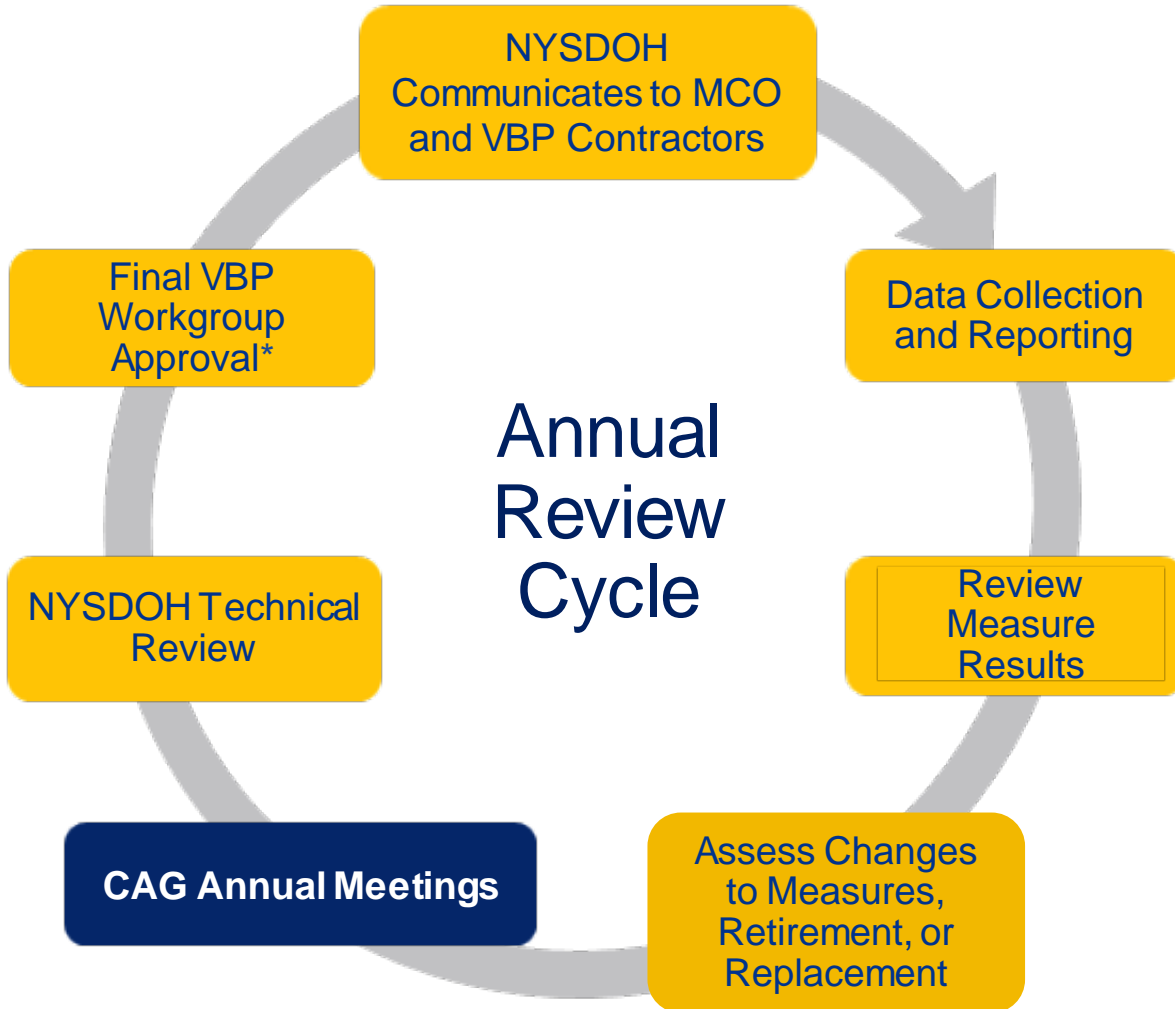 NYSDOH
Communicates to MCO
and VBP Contractors
Final VBP
Workgroup
Approval*
Data Collection
and Reporting
Annual
Review
Cycle
NYSDOH Technical
Review
Review
Measure
Results
CAG Annual Meetings
Assess Changes
to Measures,
Retirement, or
Replacement